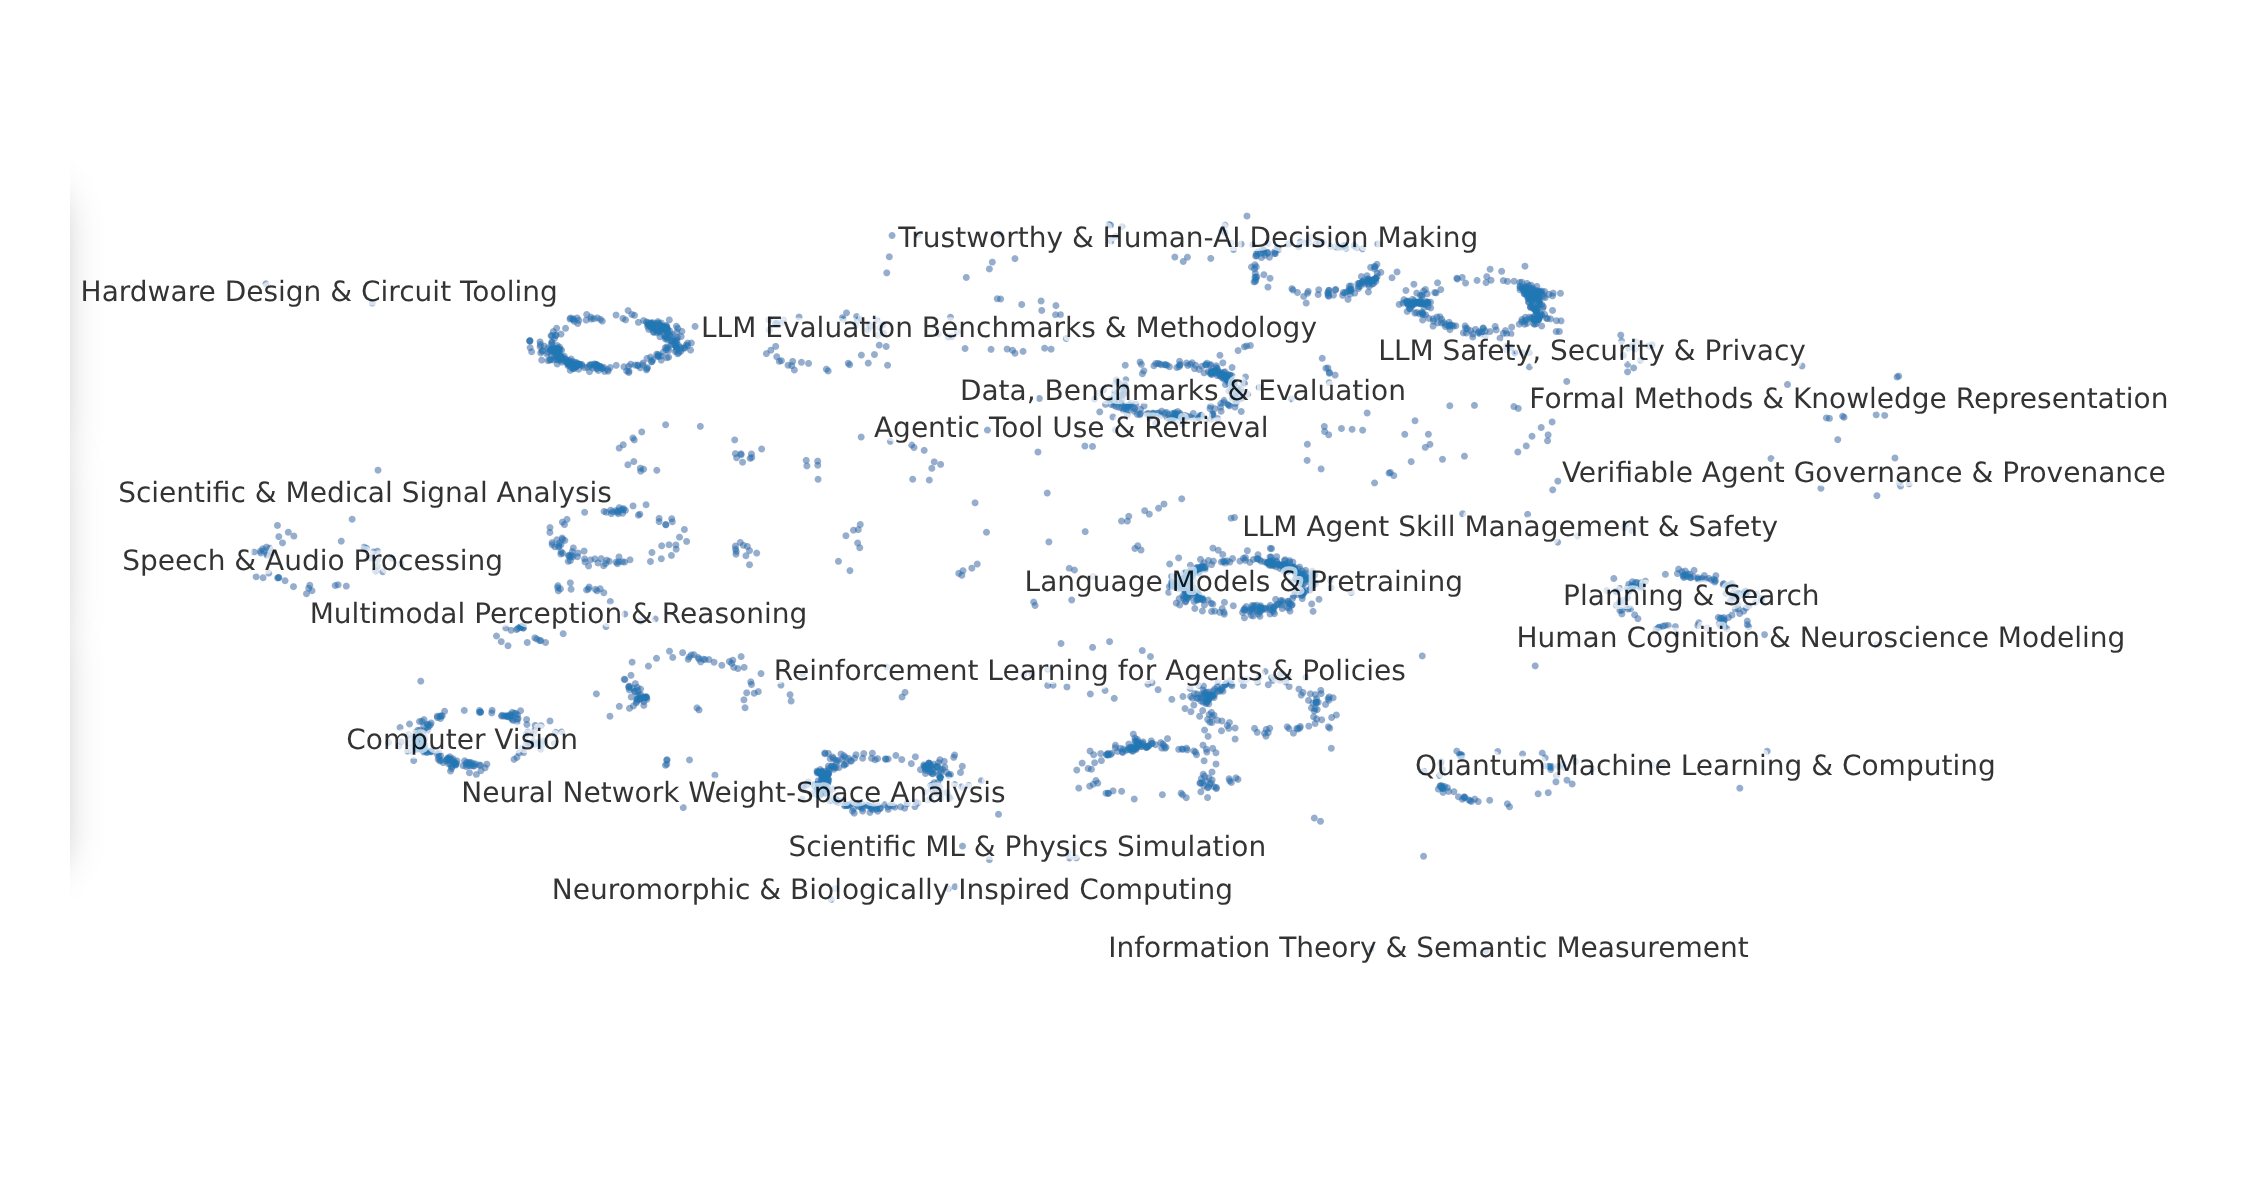 Trustworthy & Human-AI Decision Making
Hardware Design & Circuit Tooling
LLM Evaluation Benchmarks & Methodology
LLM Safety, Security & Privacy
Data, Benchmarks & Evaluation
Formal Methods & Knowledge Representation
Agentic Tool Use & Retrieval
Verifiable Agent Governance & Provenance
Scientific & Medical Signal Analysis
LLM Agent Skill Management & Safety
Speech & Audio Processing
Language Models & Pretraining
Planning & Search
Multimodal Perception & Reasoning
Human Cognition & Neuroscience Modeling
Reinforcement Learning for Agents & Policies
Computer Vision
Quantum Machine Learning & Computing
Neural Network Weight-Space Analysis
Scientific ML & Physics Simulation
Neuromorphic & Biologically Inspired Computing
Information Theory & Semantic Measurement